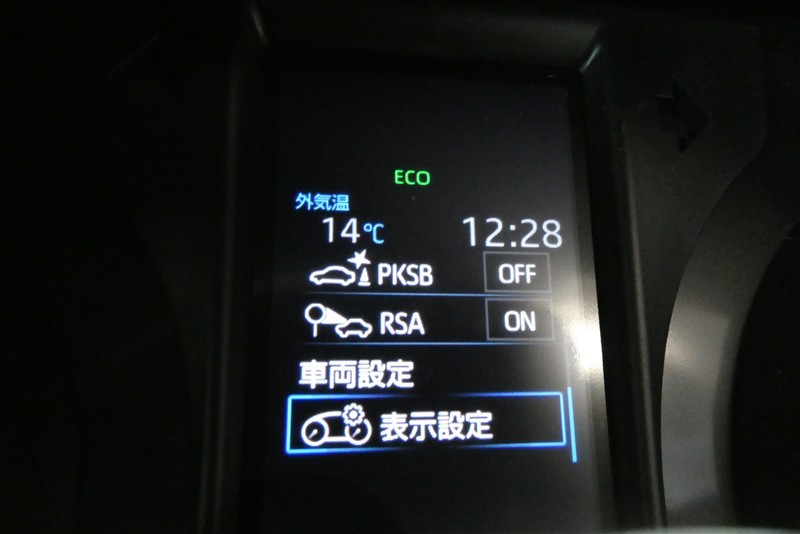 ECO
外気温
14℃ 12:28
PKSB OFF
RSA ON
車両設定
表示設定